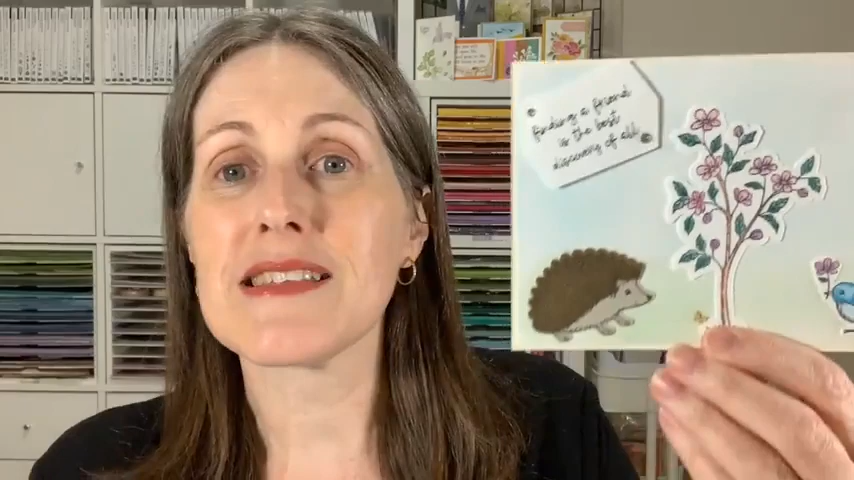 finding a friend
is the best
discovery of all